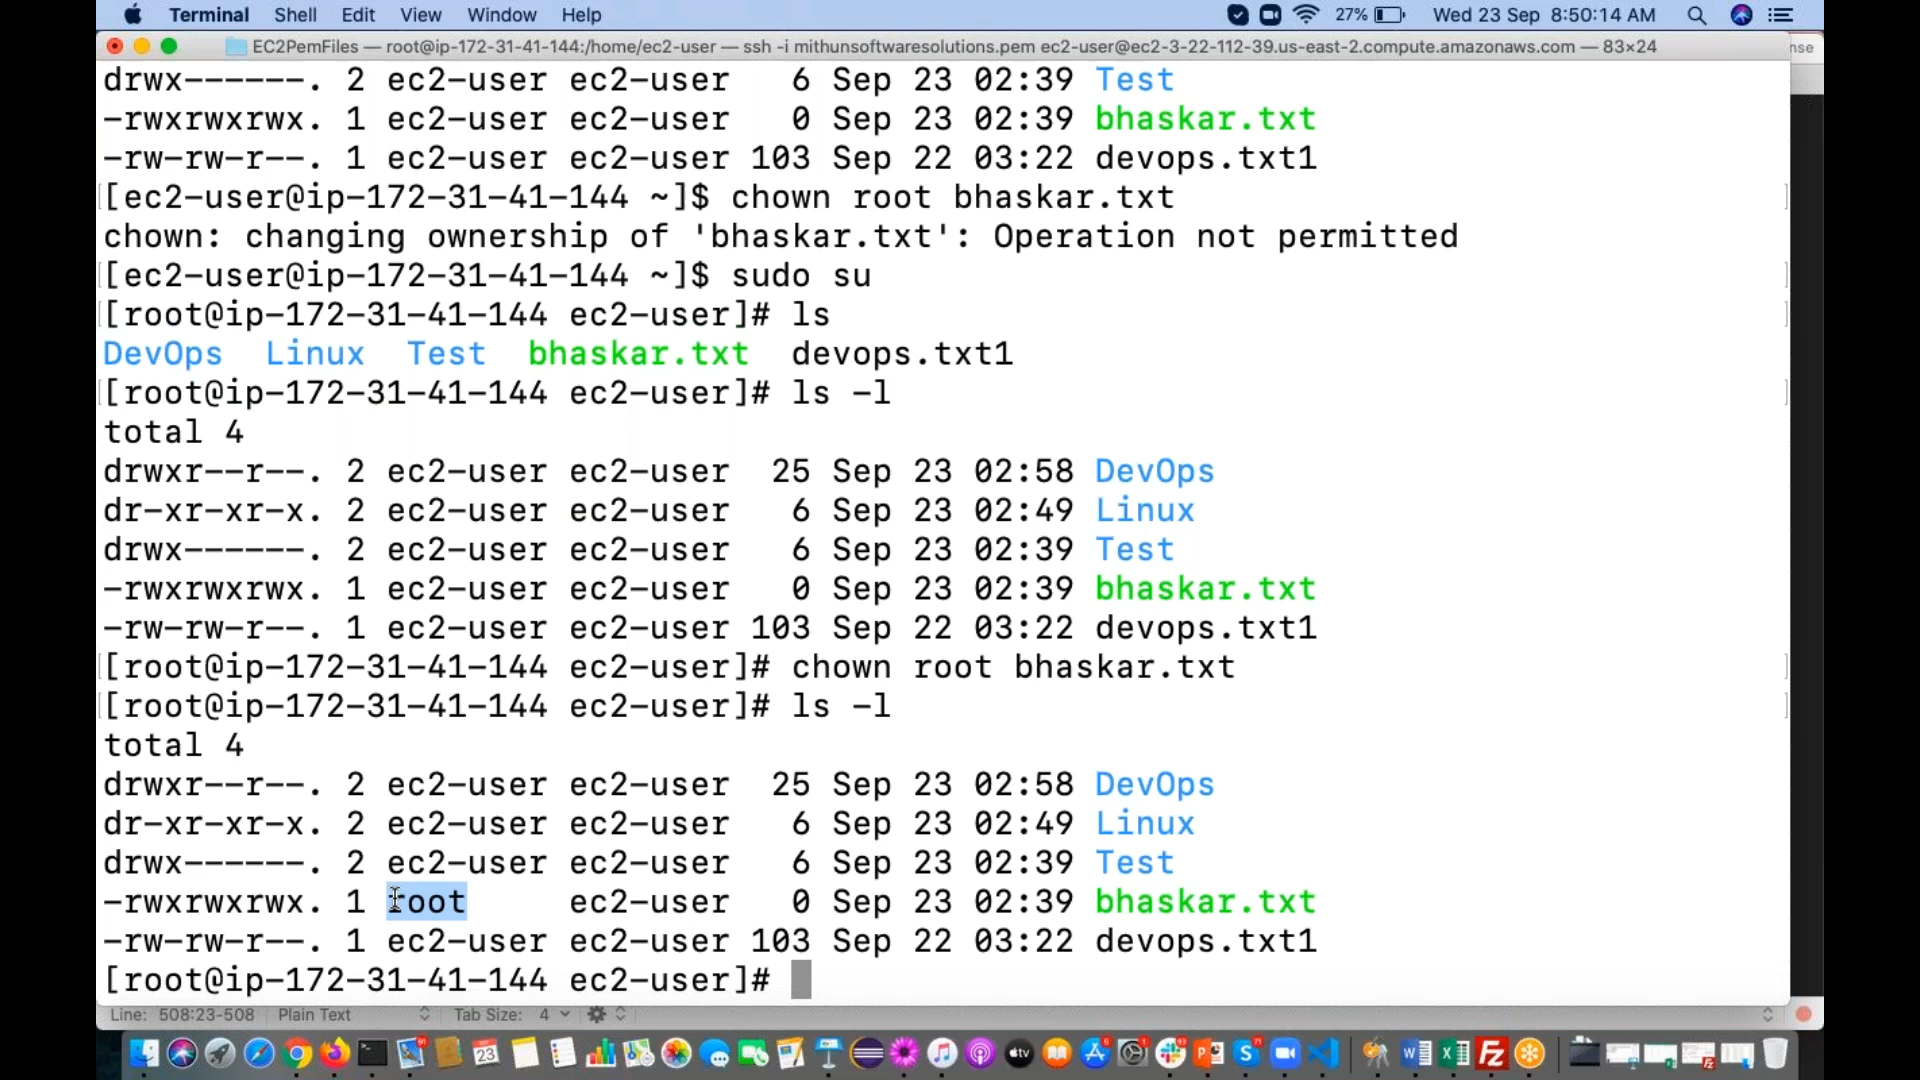 Terminal Shell Edit View Window Help 27% Wed 23 Sep 8:50:14 AM
EC2PemFiles — root@ip-172-31-41-144:/home/ec2-user — ssh -i mithunsoftwaresolutions.pem ec2-user@ec2-3-22-112-39.us-east-2.compute.amazonaws.com — 83×24
drwx------. 2 ec2-user ec2-user   6 Sep 23 02:39 Test
-rwxrwxrwx. 1 ec2-user ec2-user   0 Sep 23 02:39 bhaskar.txt
-rw-rw-r--. 1 ec2-user ec2-user 103 Sep 22 03:22 devops.txt1
[ec2-user@ip-172-31-41-144 ~]$ chown root bhaskar.txt
chown: changing ownership of 'bhaskar.txt': Operation not permitted
[ec2-user@ip-172-31-41-144 ~]$ sudo su
[root@ip-172-31-41-144 ec2-user]# ls
DevOps  Linux  Test  bhaskar.txt  devops.txt1
[root@ip-172-31-41-144 ec2-user]# ls -l
total 4
drwxr--r--. 2 ec2-user ec2-user  25 Sep 23 02:58 DevOps
dr-xr-xr-x. 2 ec2-user ec2-user   6 Sep 23 02:49 Linux
drwx------. 2 ec2-user ec2-user   6 Sep 23 02:39 Test
-rwxrwxrwx. 1 ec2-user ec2-user   0 Sep 23 02:39 bhaskar.txt
-rw-rw-r--. 1 ec2-user ec2-user 103 Sep 22 03:22 devops.txt1
[root@ip-172-31-41-144 ec2-user]# chown root bhaskar.txt
[root@ip-172-31-41-144 ec2-user]# ls -l
total 4
drwxr--r--. 2 ec2-user ec2-user  25 Sep 23 02:58 DevOps
dr-xr-xr-x. 2 ec2-user ec2-user   6 Sep 23 02:49 Linux
drwx------. 2 ec2-user ec2-user   6 Sep 23 02:39 Test
-rwxrwxrwx. 1 root     ec2-user   0 Sep 23 02:39 bhaskar.txt
-rw-rw-r--. 1 ec2-user ec2-user 103 Sep 22 03:22 devops.txt1
[root@ip-172-31-41-144 ec2-user]#
Line: 508:23-508 Plain Text Tab Size: 4